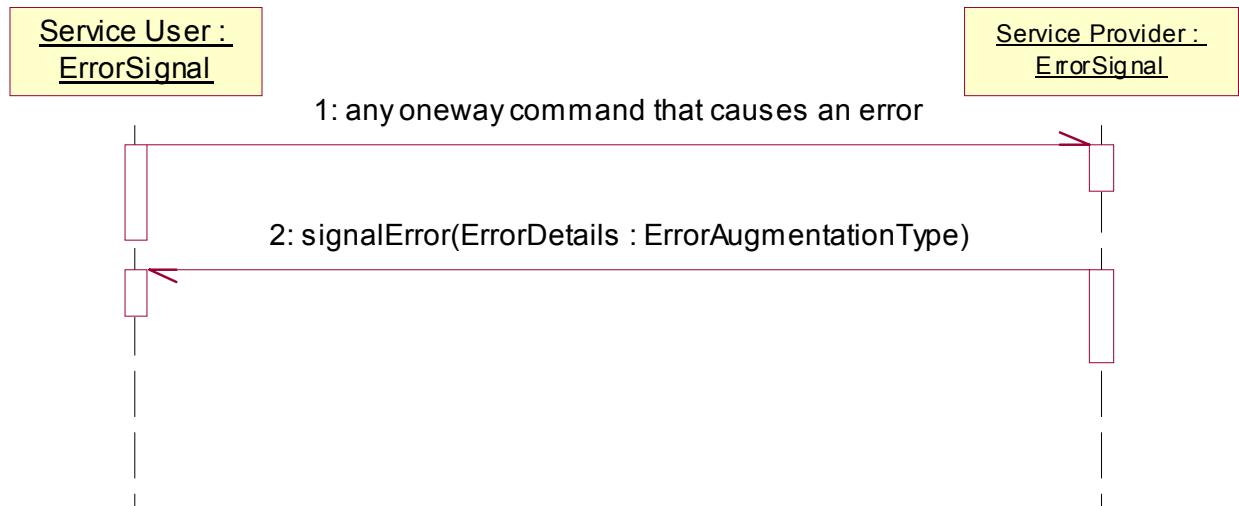 Service User :
ErrorSignal
Service Provider :
ErrorSignal
1: any oneway command that causes an error
2: signalError(ErrorDetails : ErrorAugmentationType)